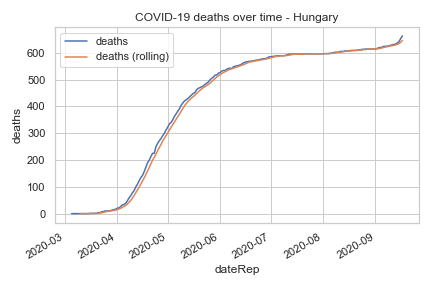 COVID-19 deaths over time - Hungary
deaths
deaths (rolling)
600
500
400
300
200
100
0
deaths
2020-03
2020-04
2020-05
2020-06
2020-07
2020-08
2020-09
dateRep